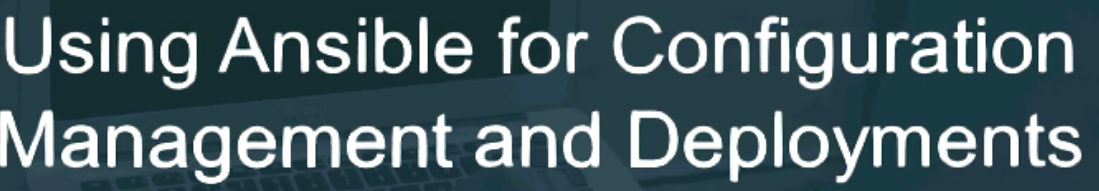 Using Ansible for Configuration
Management and Deployments